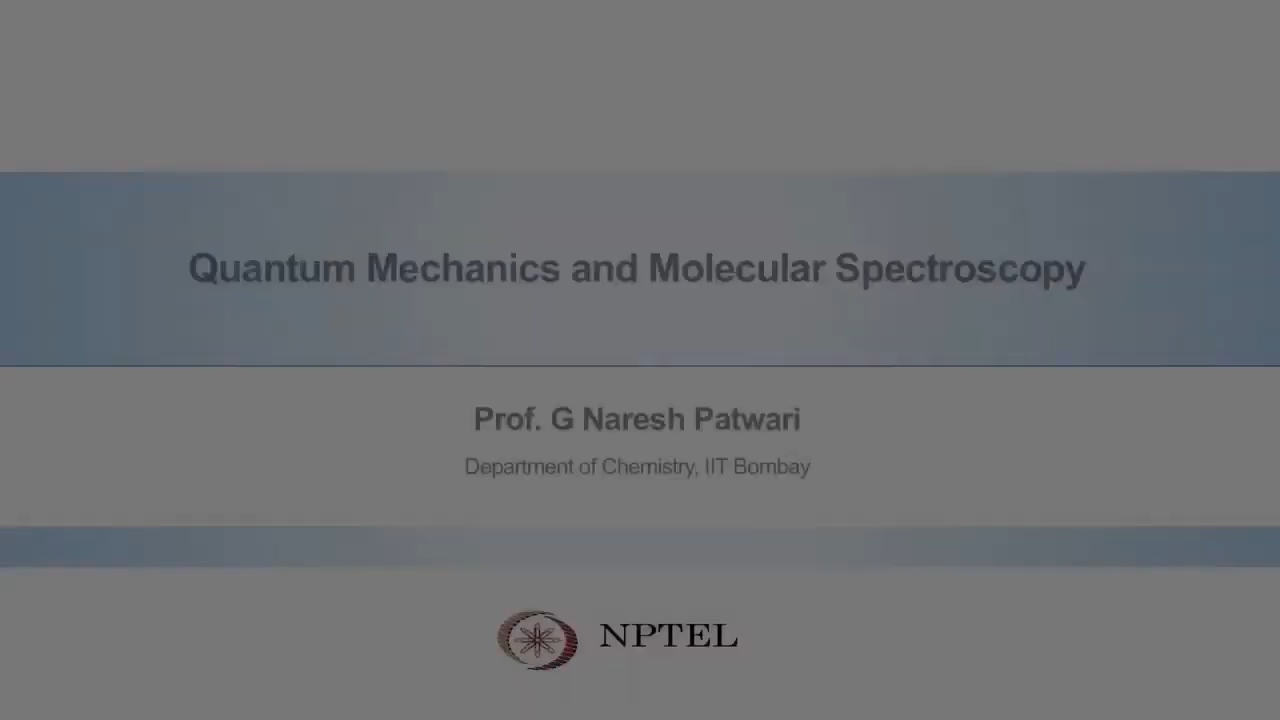 Quantum Mechanics and Molecular Spectroscopy
Prof. G Naresh Patwari
Department of Chemistry, IIT Bombay
NPTEL